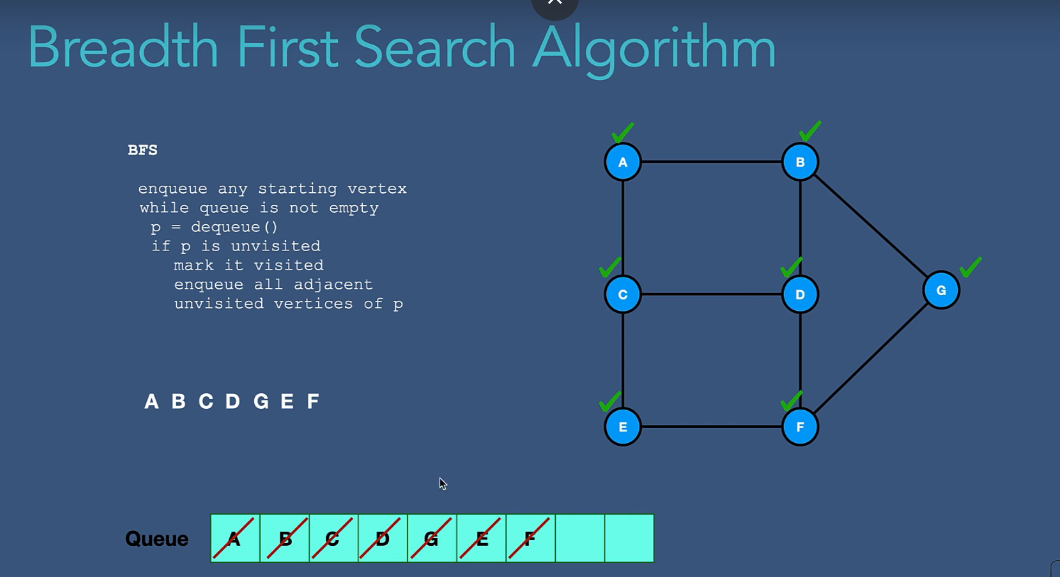 Breadth First Search Algorithm
BFS
enqueue any starting vertex
while queue is not empty
p = dequeue()
if p is unvisited
mark it visited
enqueue all adjacent
unvisited vertices of p
A B C D G E F
A
B
C
D
G
E
F
Queue A B C D G E F